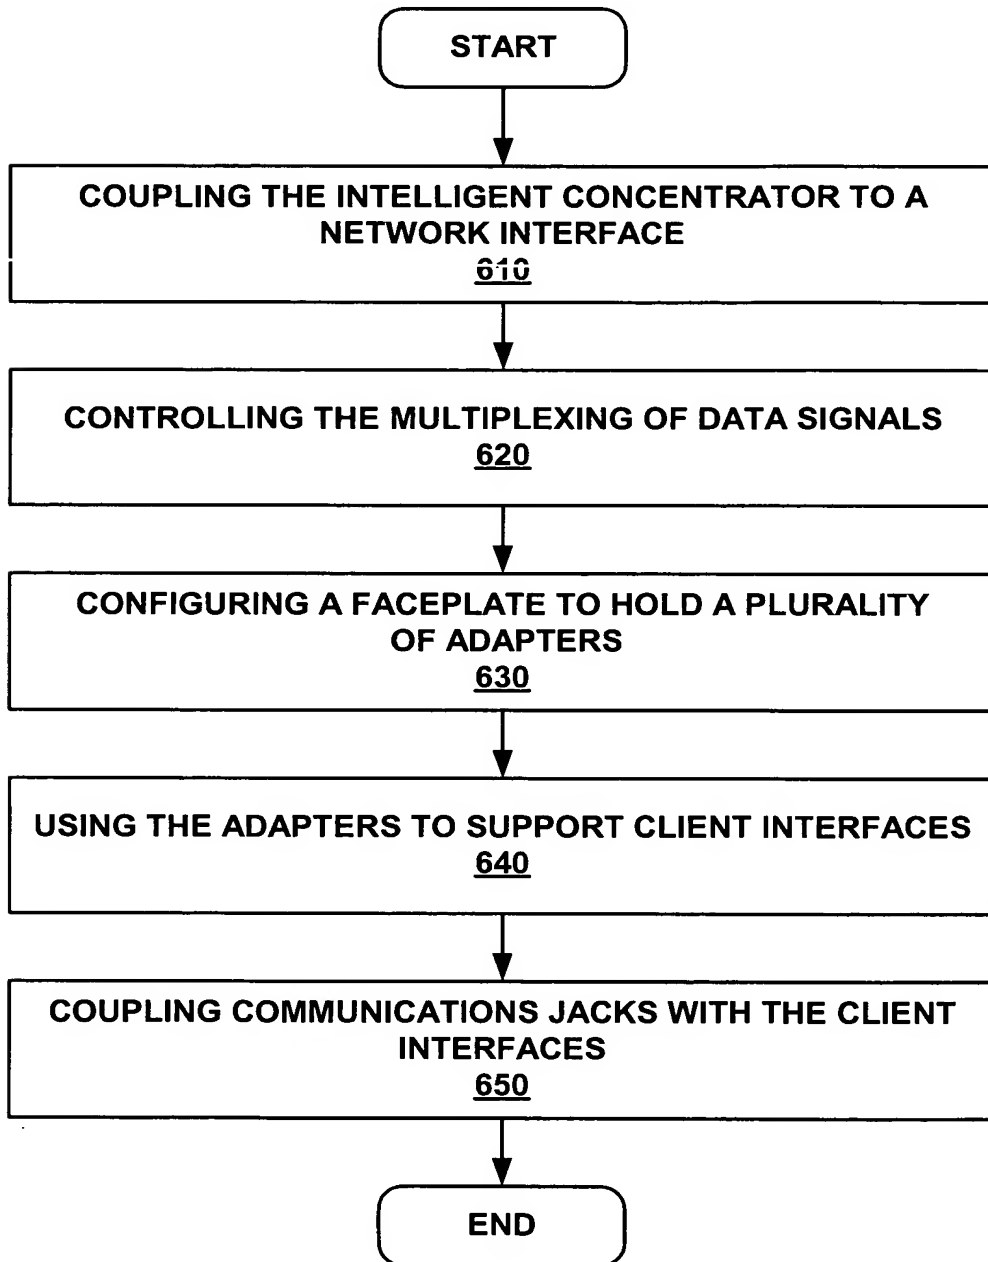 START
COUPLING THE INTELLIGENT CONCENTRATOR TO A
NETWORK INTERFACE
610
CONTROLLING THE MULTIPLEXING OF DATA SIGNALS
620
CONFIGURING A FACEPLATE TO HOLD A PLURALITY
OF ADAPTERS
630
USING THE ADAPTERS TO SUPPORT CLIENT INTERFACES
640
COUPLING COMMUNICATIONS JACKS WITH THE CLIENT
INTERFACES
650
END